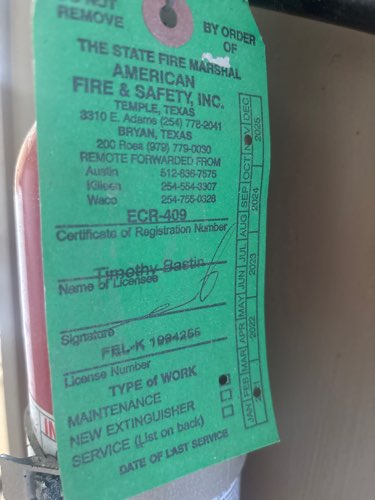 DO NOT
REMOVE
BY ORDER
OF
THE STATE FIRE MARSHAL
AMERICAN
FIRE & SAFETY, INC.
TEMPLE, TEXAS
3310 E. Adams (254) 778-2041
BRYAN, TEXAS
200 Ross (979) 779-0030
REMOTE FORWARDED FROM
Austin 512-836-7575
Killeen 254-554-3307
Waco 254-755-0328
ECR-409
Certificate of Registration Number
Timothy Bastin
Name of Licensee
Signature
FEL-K 1994256
License Number
TYPE of WORK
MAINTENANCE
NEW EXTINGUISHER
SERVICE (List on back)
DATE OF LAST SERVICE
JAN FEB MAR APR MAY JUN JUL AUG SEP OCT NOV DEC
2021 2022 2023 2024 2025